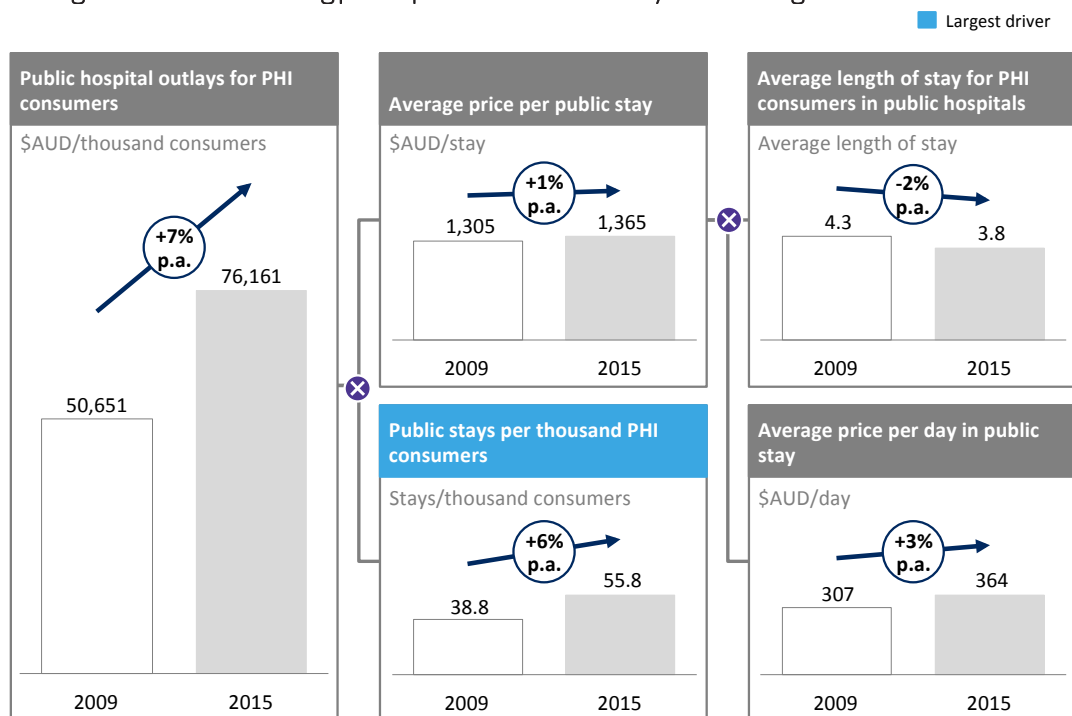 Largest driver
Public hospital outlays for PHI
consumers
$AUD/thousand consumers
+7%
p.a.
76,161
50,651
2009 2015
Average price per public stay
$AUD/stay
+1%
p.a.
1,305 1,365
2009 2015
Public stays per thousand PHI
consumers
Stays/thousand consumers
+6%
p.a.
55.8
38.8
2009 2015
Average length of stay for PHI
consumers in public hospitals
Average length of stay
-2%
p.a.
4.3 3.8
2009 2015
Average price per day in public
stay
$AUD/day
+3%
p.a.
307 364
2009 2015